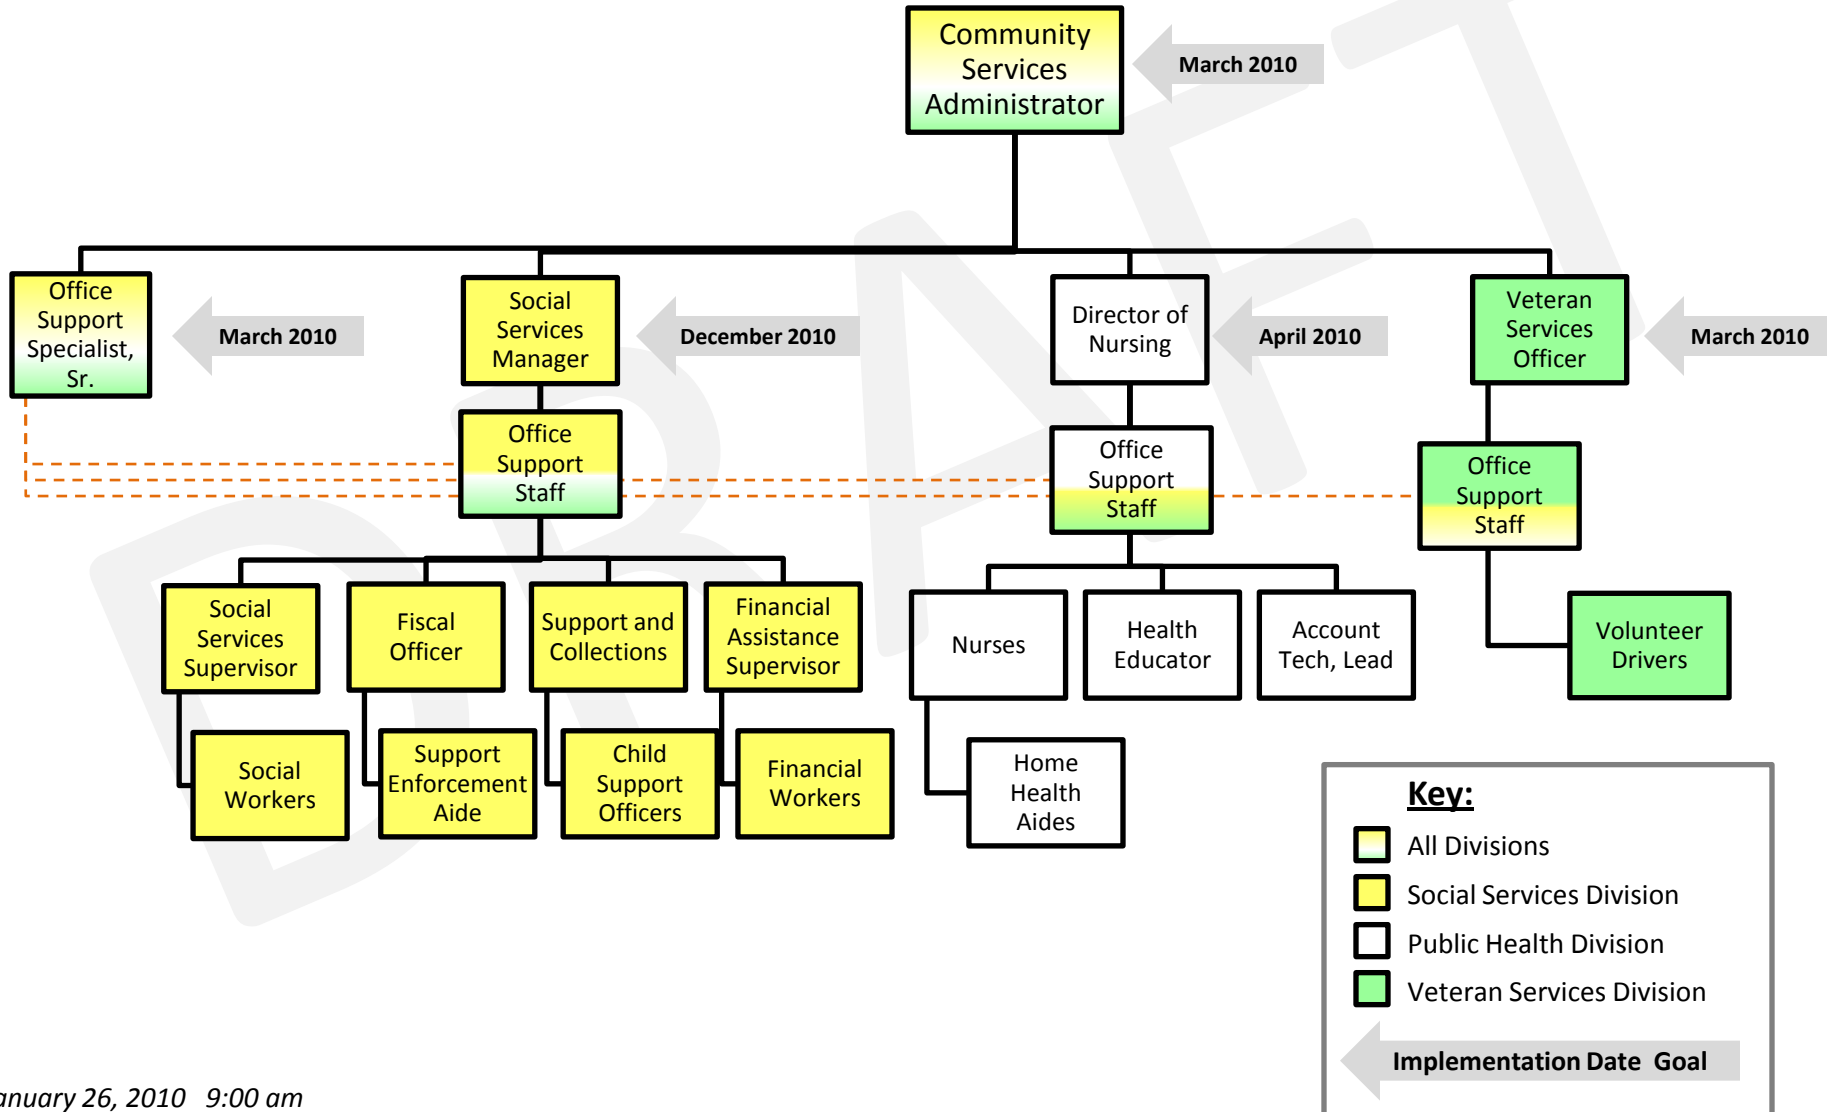 Community
Services
Administrator
March 2010
Office
Support
Specialist,
Sr.
March 2010
Social
Services
Manager
December 2010
Director of
Nursing
April 2010
Veteran
Services
Officer
March 2010
Office
Support
Staff
Office
Support
Staff
Office
Support
Staff
Social
Services
Supervisor
Fiscal
Officer
Support and
Collections
Financial
Assistance
Supervisor
Nurses
Health
Educator
Account
Tech, Lead
Volunteer
Drivers
Social
Workers
Support
Enforcement
Aide
Child
Support
Officers
Financial
Workers
Home
Health
Aides
Key:
All Divisions
Social Services Division
Public Health Division
Veteran Services Division
Implementation Date Goal
anuary 26, 2010 9:00 am
DRAFT